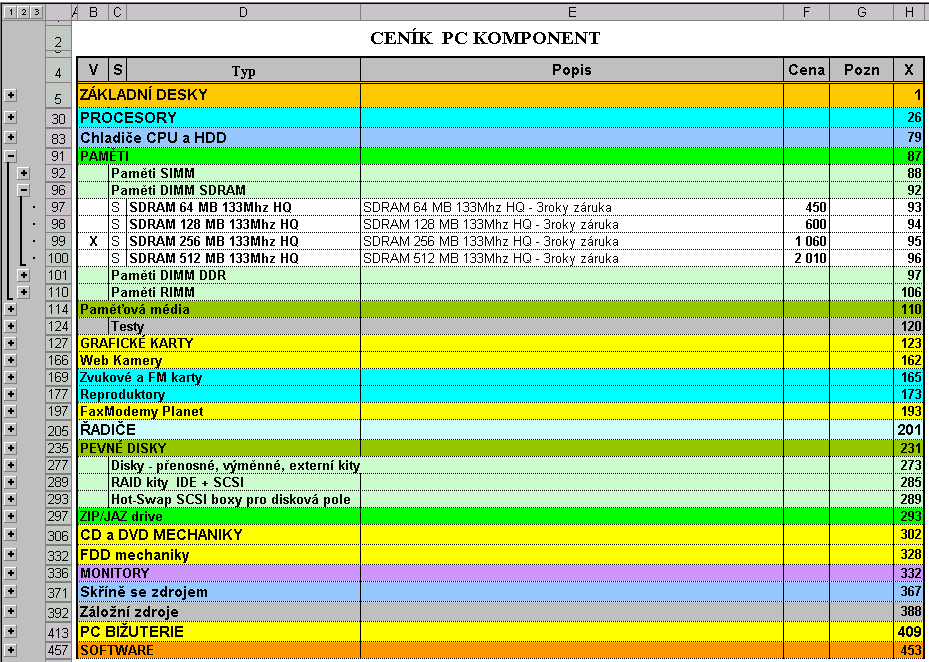 1 2 3 A B C D E F G H
2 CENÍK PC KOMPONENT
4 V S Typ Popis Cena Pozn X
5 ZÁKLADNÍ DESKY 1
30 PROCESORY 26
83 Chladiče CPU a HDD 79
91 PAMĚTI 87
92 Paměti SIMM 88
96 Paměti DIMM SDRAM 92
97 S SDRAM 64 MB 133Mhz HQ SDRAM 64 MB 133Mhz HQ - 3roky záruka 450 93
98 S SDRAM 128 MB 133Mhz HQ SDRAM 128 MB 133Mhz HQ - 3roky záruka 600 94
99 X S SDRAM 256 MB 133Mhz HQ SDRAM 256 MB 133Mhz HQ - 3roky záruka 1 060 95
100 S SDRAM 512 MB 133Mhz HQ SDRAM 512 MB 133Mhz HQ - 3roky záruka 2 010 96
101 Paměti DIMM DDR 97
110 Paměti RIMM 106
114 Paměťová média 110
124 Testy 120
127 GRAFICKÉ KARTY 123
166 Web Kamery 162
169 Zvukové a FM karty 165
177 Reproduktory 173
197 FaxModemy Planet 193
205 ŘADIČE 201
235 PEVNÉ DISKY 231
277 Disky - přenosné, výměnné, externí kity 273
289 RAID kity IDE + SCSI 285
293 Hot-Swap SCSI boxy pro disková pole 289
297 ZIP/JAZ drive 293
306 CD a DVD MECHANIKY 302
332 FDD mechaniky 328
336 MONITORY 332
371 Skříně se zdrojem 367
392 Záložní zdroje 388
413 PC BIŽUTERIE 409
457 SOFTWARE 453